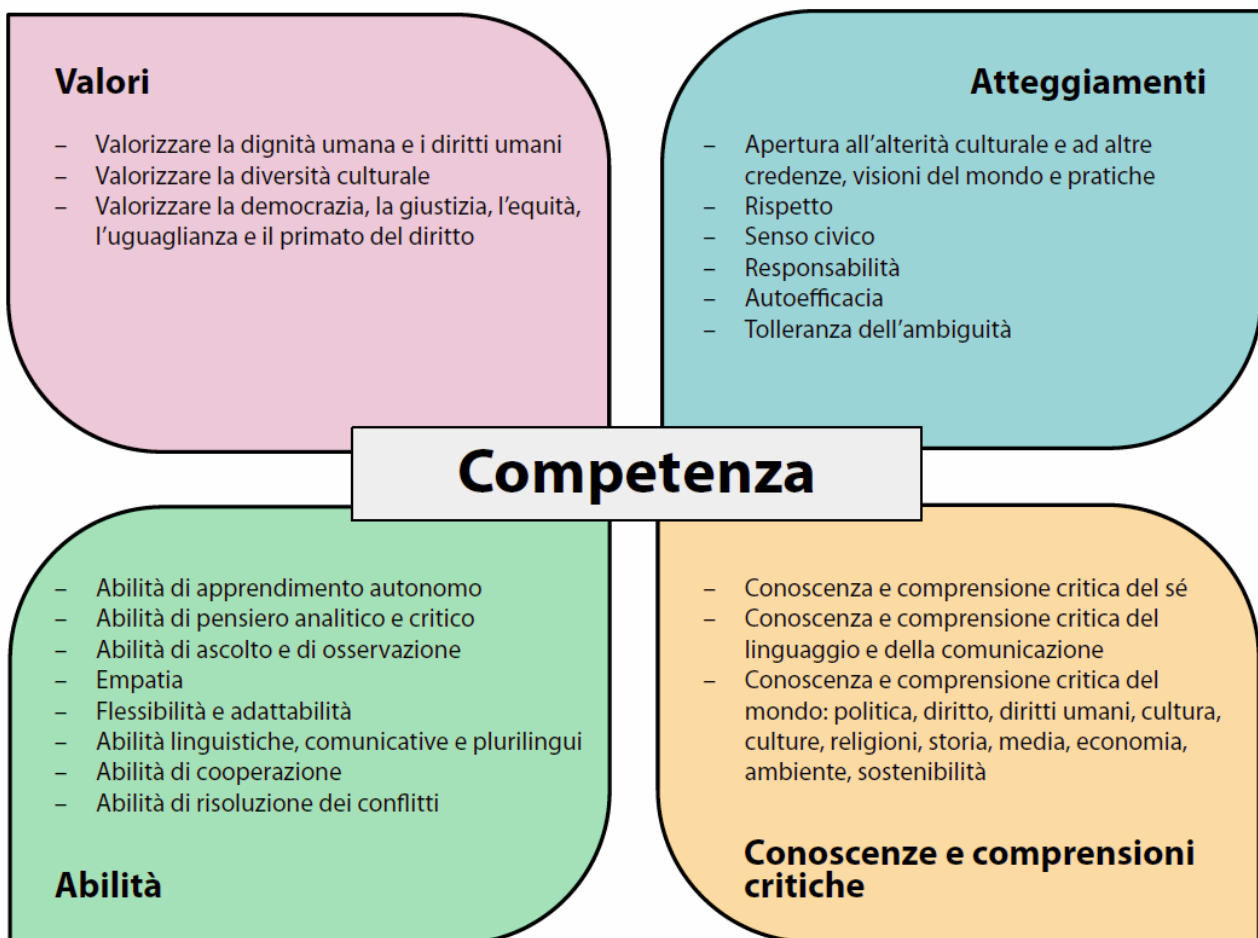 Valori
– Valorizzare la dignità umana e i diritti umani
– Valorizzare la diversità culturale
– Valorizzare la democrazia, la giustizia, l'equità,
l'uguaglianza e il primato del diritto
Atteggiamenti
– Apertura all'alterità culturale e ad altre
credenze, visioni del mondo e pratiche
– Rispetto
– Senso civico
– Responsabilità
– Autoefficacia
– Tolleranza dell'ambiguità
Competenza
– Abilità di apprendimento autonomo
– Abilità di pensiero analitico e critico
– Abilità di ascolto e di osservazione
– Empatia
– Flessibilità e adattabilità
– Abilità linguistiche, comunicative e plurilingui
– Abilità di cooperazione
– Abilità di risoluzione dei conflitti
Abilità
– Conoscenza e comprensione critica del sé
– Conoscenza e comprensione critica del
linguaggio e della comunicazione
– Conoscenza e comprensione critica del
mondo: politica, diritto, diritti umani, cultura,
culture, religioni, storia, media, economia,
ambiente, sostenibilità
Conoscenze e comprensioni
critiche